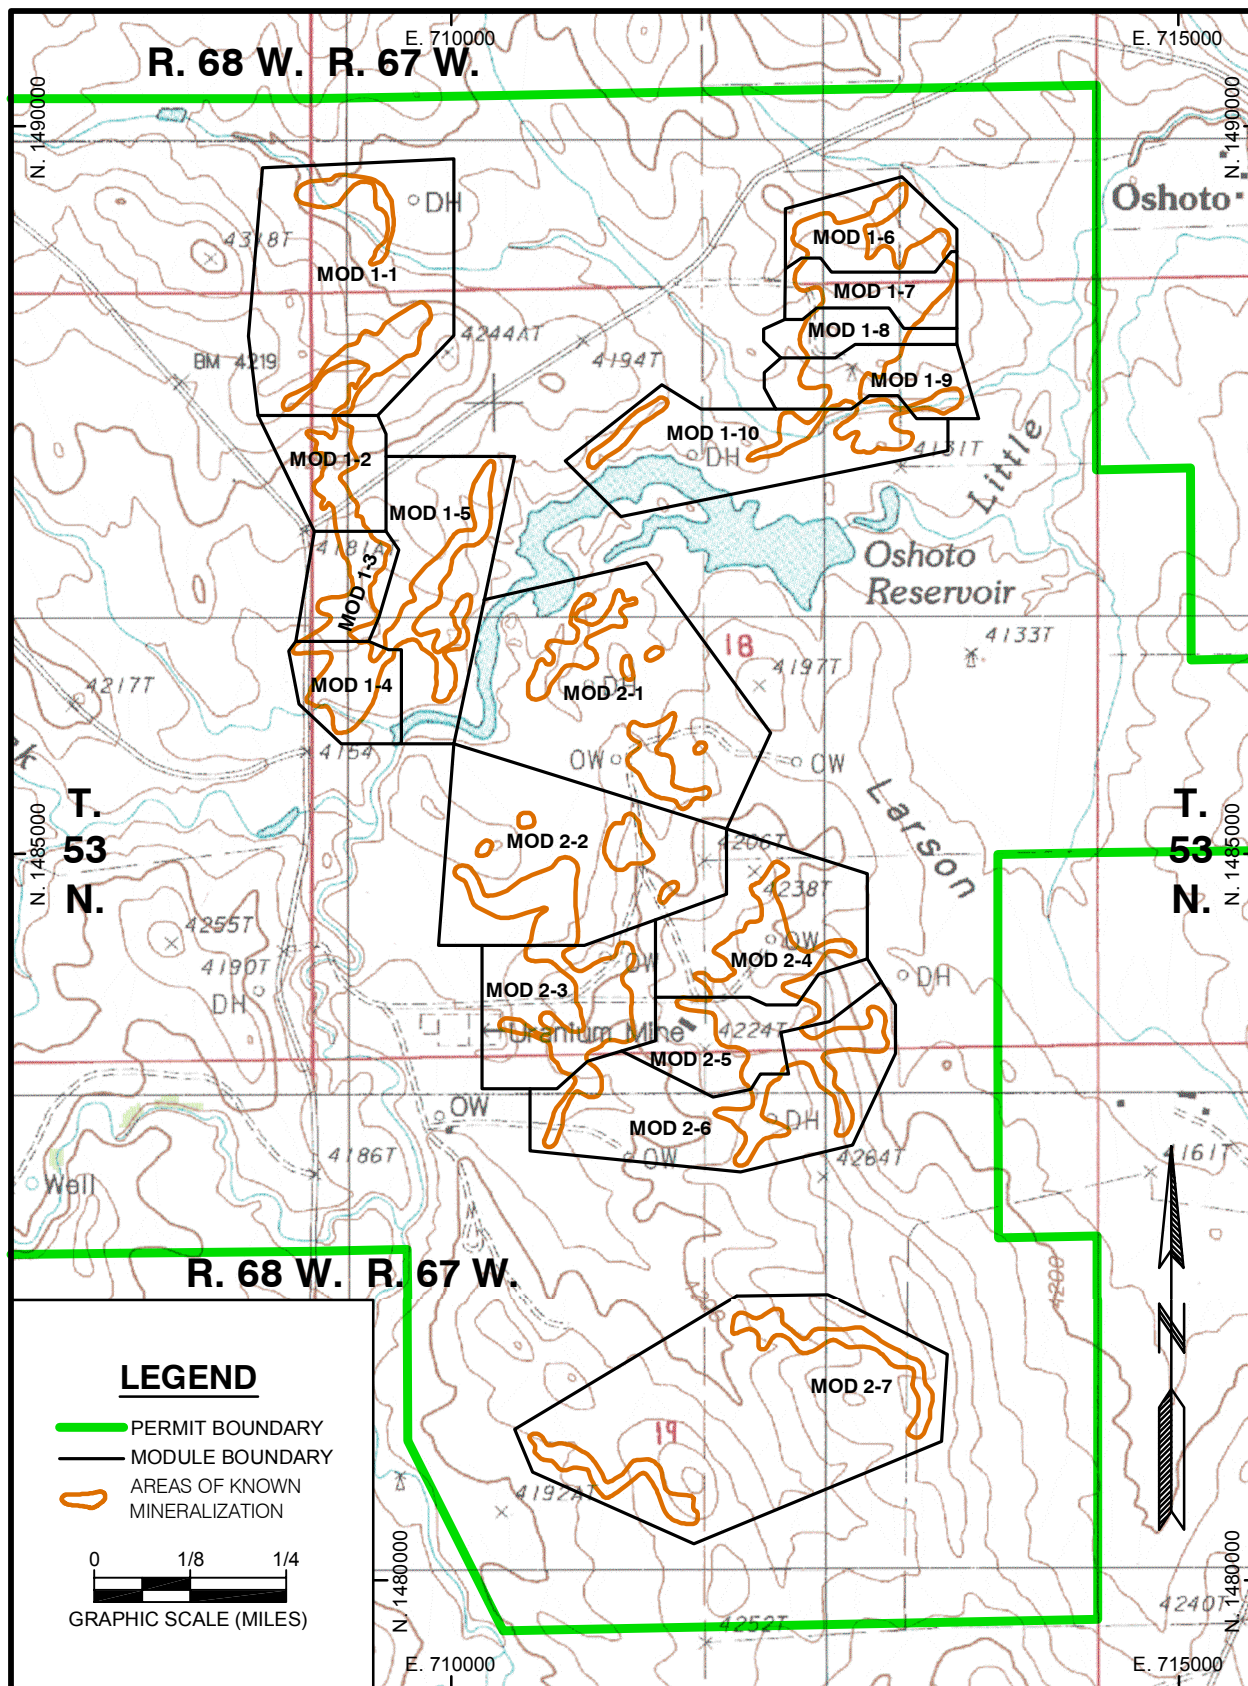 E. 710000
E. 715000
R. 68 W. R. 67 W.
N. 1490000
N. 1490000
Oshoto
DH
4318T
MOD 1-6
MOD 1-1
MOD 1-7
4244AT
MOD 1-8
BM 4219
4194T
MOD 1-9
MOD 1-10
4131T
DH
MOD 1-2
Little
MOD 1-5
4181AT
MOD 1-3
Oshoto
Reservoir
4133T
18
4197T
4217T
MOD 1-4
DH
MOD 2-1
4154
OW
OW
T.
53
N.
N. 1485000
T.
53
N.
N. 1485000
Larson
MOD 2-2
4206T
4238T
4255T
OW
4190T
OW
MOD 2-4
DH
DH
MOD 2-3
Uranium Mine
4224T
MOD 2-5
OW
DH
MOD 2-6
4186T
OW
4264T
4161T
Well
R. 68 W. R. 67 W.
4200
LEGEND
MOD 2-7
PERMIT BOUNDARY
19
MODULE BOUNDARY
AREAS OF KNOWN
MINERALIZATION
4192AT
0 1/8 1/4
GRAPHIC SCALE (MILES)
N. 1480000
N. 1480000
4240T
4252T
E. 710000
E. 715000